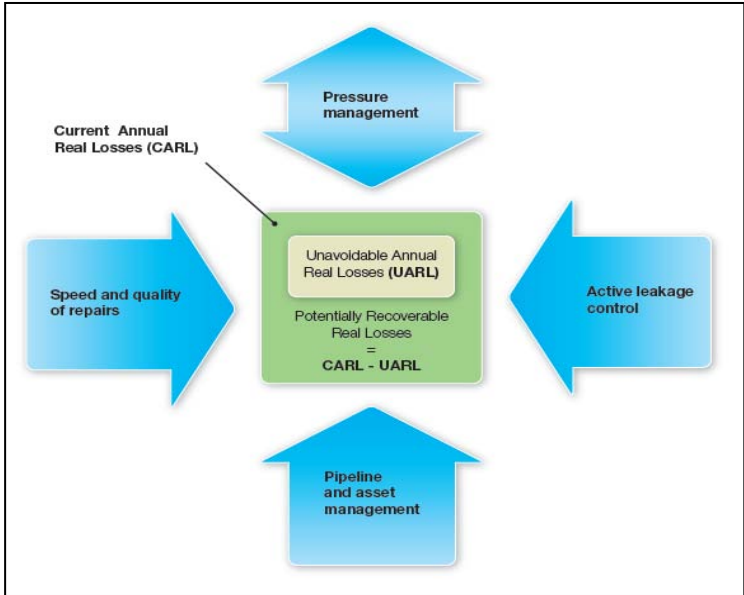 Pressure
management
Current Annual
Real Losses (CARL)
Unavoidable Annual
Real Losses (UARL)
Speed and quality
of repairs
Active leakage
control
Potentially Recoverable
Real Losses
=
CARL - UARL
Pipeline
and asset
management